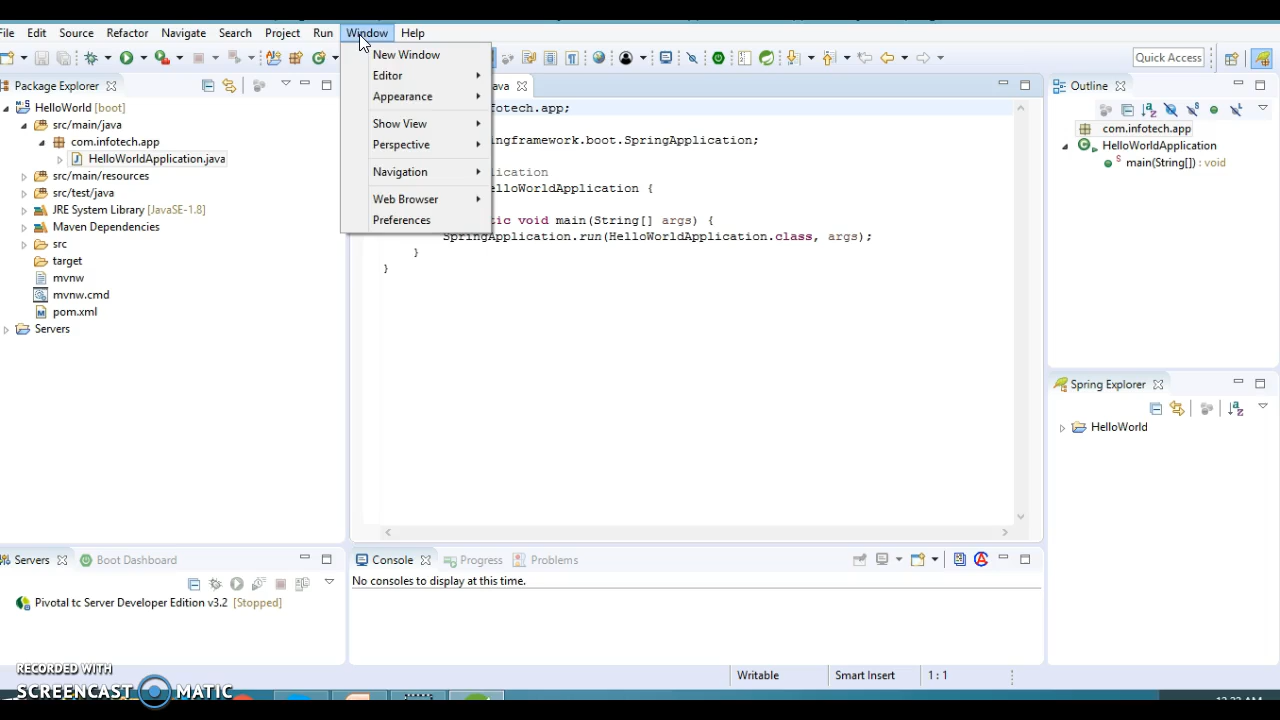 File Edit Source Refactor Navigate Search Project Run Window Help
Quick Access
Package Explorer
HelloWorld [boot]
src/main/java
com.infotech.app
HelloWorldApplication.java
src/main/resources
src/test/java
JRE System Library [JavaSE-1.8]
Maven Dependencies
src
target
mvnw
mvnw.cmd
pom.xml
Servers
New Window
Editor
Appearance
Show View
Perspective
Navigation
Web Browser
Preferences
ava
nfotech.app;
ringframework.boot.SpringApplication;
lication
elloWorldApplication {
tic void main(String[] args) {
SpringApplication.run(HelloWorldApplication.class, args);
}
}
Outline
com.infotech.app
HelloWorldApplication
main(String[]) : void
Spring Explorer
HelloWorld
Servers Boot Dashboard
Pivotal tc Server Developer Edition v3.2 [Stopped]
Console Progress Problems
No consoles to display at this time.
Writable Smart Insert 1 : 1
RECORDED WITH
SCREENCAST MATIC